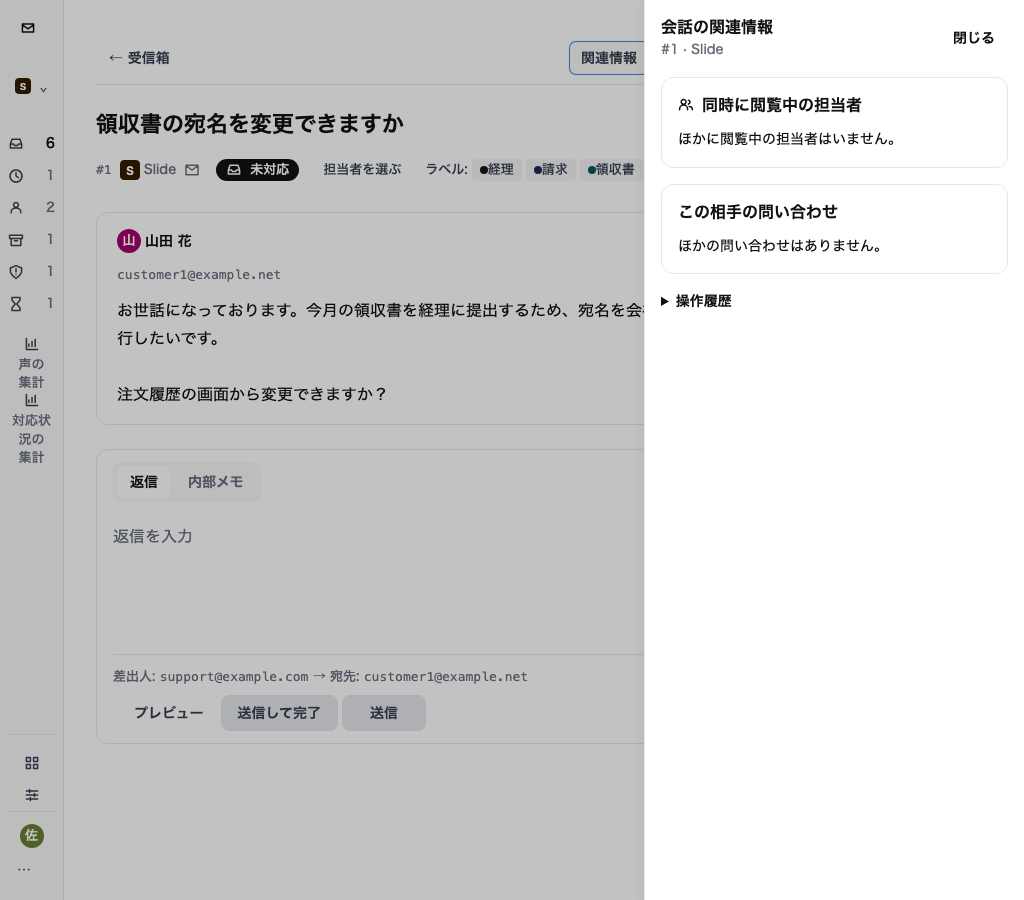 S
6
1
2
1
1
1
声の
集計
対応状
況の
集計
佐
…
← 受信箱
関連情報
領収書の宛名を変更できますか
#1 S Slide 未対応 担当者を選ぶ ラベル: 経理 請求 領収書
山 山田 花
customer1@example.net
お世話になっております。今月の領収書を経理に提出するため、宛名を会
行したいです。
注文履歴の画面から変更できますか？
返信 内部メモ
返信を入力
差出人: support@example.com → 宛先: customer1@example.net
プレビュー 送信して完了 送信
会話の関連情報
#1 · Slide
閉じる
同時に閲覧中の担当者
ほかに閲覧中の担当者はいません。
この相手の問い合わせ
ほかの問い合わせはありません。
▶ 操作履歴